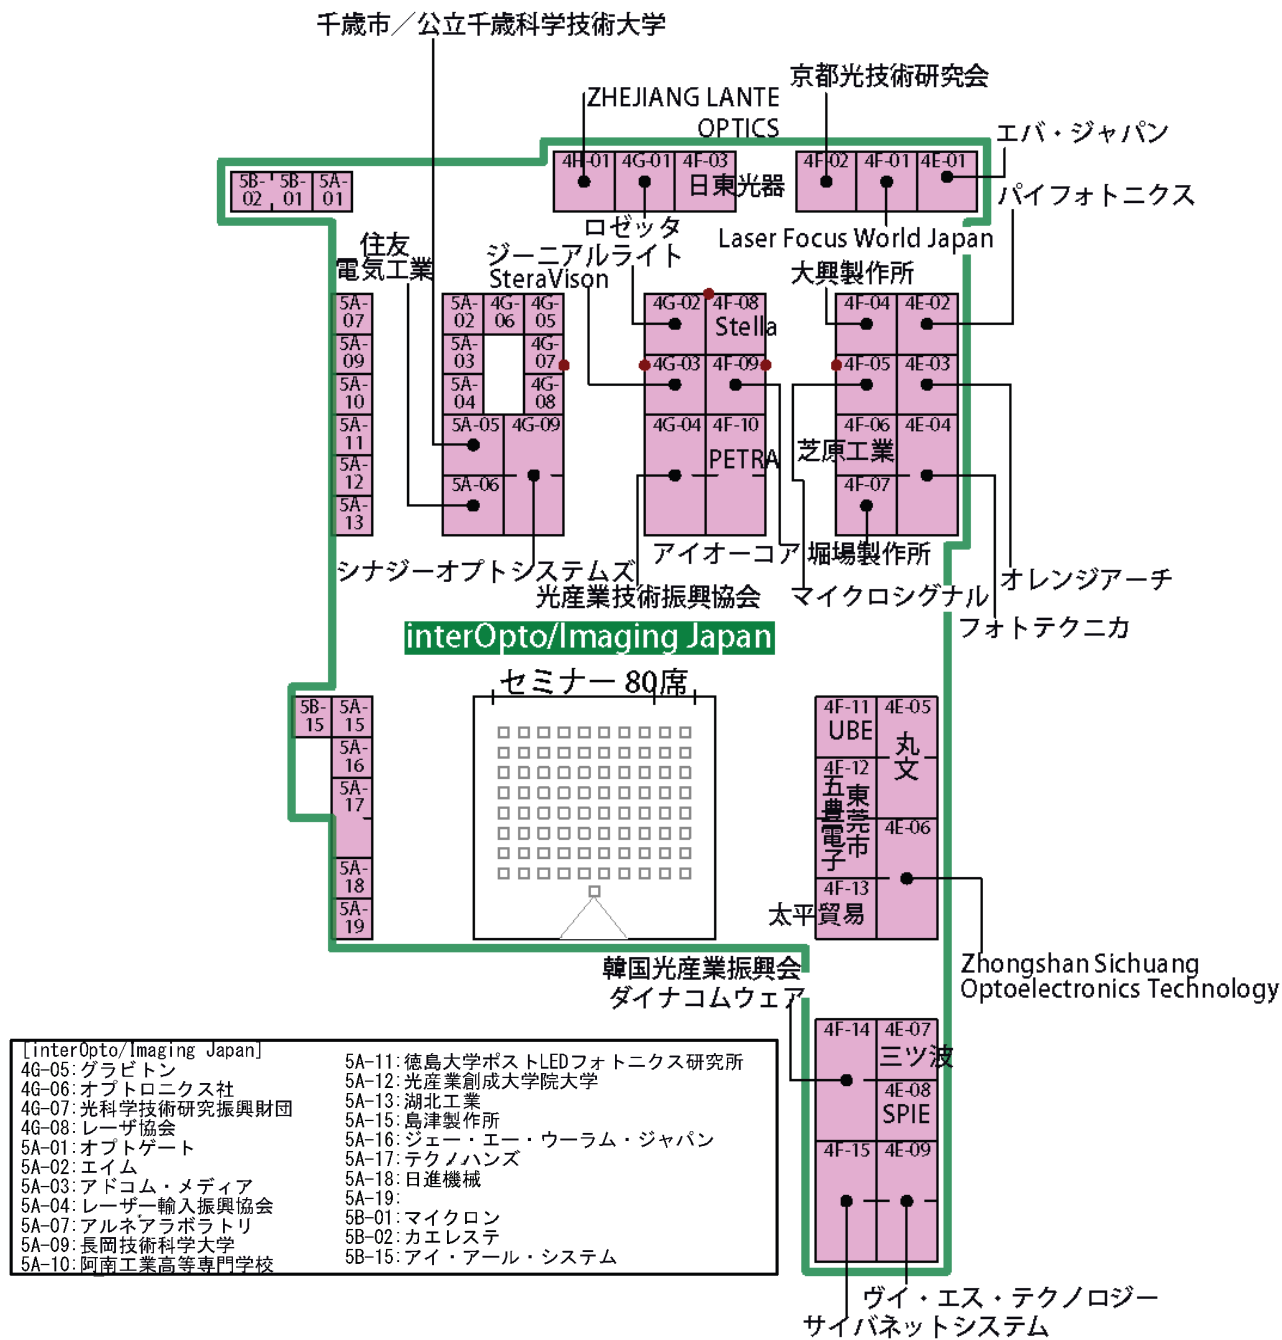 千歳市／公立千歳科学技術大学
京都光技術研究会
ZHEJIANG LANTE
OPTICS
エバ・ジャパン
4H-01 4G-01 4F-03
日東光器
4F-02 4F-01 4E-01
5B-02 5B-01 5A-01
パイフォトニクス
ロゼッタ
Laser Focus World Japan
ジーニアルライト
SteraVison
住友
電気工業
大興製作所
5A-07
5A-09
5A-10
5A-11
5A-12
5A-13
5A-02 4G-06 4G-05
5A-03 4G-07
5A-04 4G-08
5A-05 4G-09
5A-06
4G-02 4F-08
Stella
4G-03 4F-09
4G-04 4F-10
PETRA
4F-04 4E-02
4F-05 4E-03
4F-06 4E-04
芝原工業
4F-07
アイオーコア
堀場製作所
シナジーオプトシステムズ
光産業技術振興協会
マイクロシグナル
オレンジアーチ
フォトテクニカ
interOpto/Imaging Japan
セミナー 80席
5B-15 5A-15
5A-16
5A-17
5A-18
5A-19
4F-11 4E-05
UBE
丸文
4F-12
東莞市
五豊電子
4E-06
4F-13
太平貿易
韓国光産業振興会
ダイナコムウェア
Zhongshan Sichuang
Optoelectronics Technology
4F-14 4E-07
三ツ波
4E-08
SPIE
4F-15 4E-09
ヴイ・エス・テクノロジー
サイバネットシステム
[interOpto/Imaging Japan]
4G-05:グラビトン
4G-06:オプトロニクス社
4G-07:光科学技術研究振興財団
4G-08:レーザ協会
5A-01:オプトゲート
5A-02:エイム
5A-03:アドコム・メディア
5A-04:レーザー輸入振興協会
5A-07:アルネアラボラトリ
5A-09:長岡技術科学大学
5A-10:阿南工業高等専門学校
5A-11:徳島大学ポストLEDフォトニクス研究所
5A-12:光産業創成大学院大学
5A-13:湖北工業
5A-15:島津製作所
5A-16:ジェー・エー・ウーラム・ジャパン
5A-17:テクノハンズ
5A-18:日進機械
5A-19:
5B-01:マイクロン
5B-02:カエレステ
5B-15:アイ・アール・システム